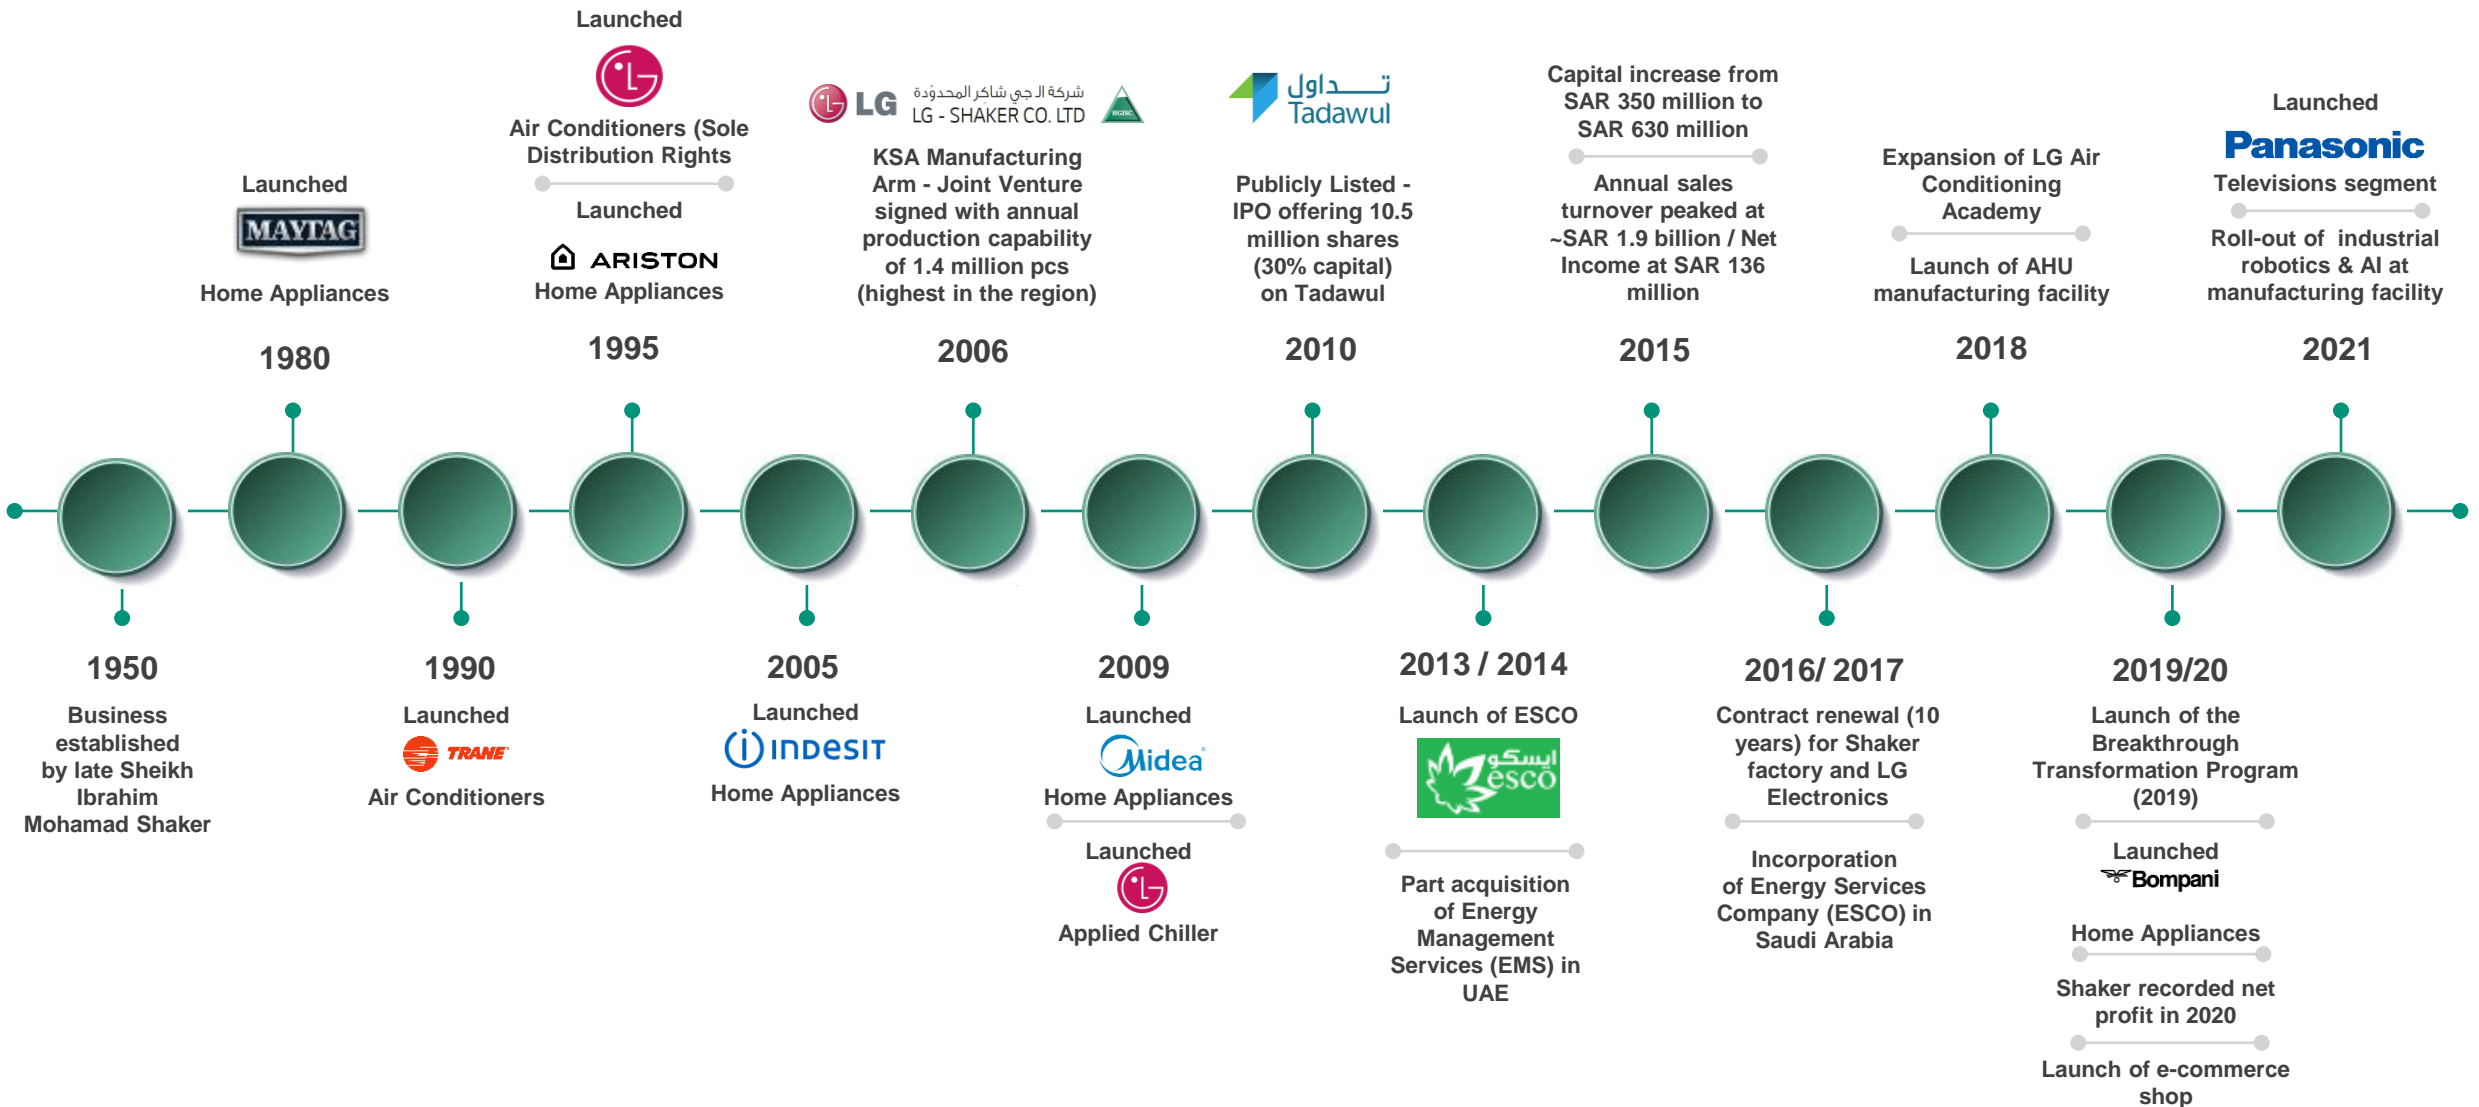 Launched
MAYTAG
Home Appliances
1980
Launched
LG
Air Conditioners (Sole
Distribution Rights
Launched
ARISTON
Home Appliances
1995
LG
شركة ال جي شاكر المحدودة
LG - SHAKER CO. LTD
HGISC
KSA Manufacturing
Arm - Joint Venture
signed with annual
production capability
of 1.4 million pcs
(highest in the region)
2006
تـــداول
Tadawul
Publicly Listed -
IPO offering 10.5
million shares
(30% capital)
on Tadawul
2010
Capital increase from
SAR 350 million to
SAR 630 million
Annual sales
turnover peaked at
~SAR 1.9 billion / Net
Income at SAR 136
million
2015
Expansion of LG Air
Conditioning
Academy
Launch of AHU
manufacturing facility
2018
Launched
Panasonic
Televisions segment
Roll-out of industrial
robotics & AI at
manufacturing facility
2021
1950
Business
established
by late Sheikh
Ibrahim
Mohamad Shaker
1990
Launched
TRANE
Air Conditioners
2005
Launched
INDESIT
Home Appliances
2009
Launched
Midea
Home Appliances
Launched
LG
Applied Chiller
2013 / 2014
Launch of ESCO
ايسكو
esco
Part acquisition
of Energy
Management
Services (EMS) in
UAE
2016/ 2017
Contract renewal (10
years) for Shaker
factory and LG
Electronics
Incorporation
of Energy Services
Company (ESCO) in
Saudi Arabia
2019/20
Launch of the
Breakthrough
Transformation Program
(2019)
Launched
Bompani
Home Appliances
Shaker recorded net
profit in 2020
Launch of e-commerce
shop